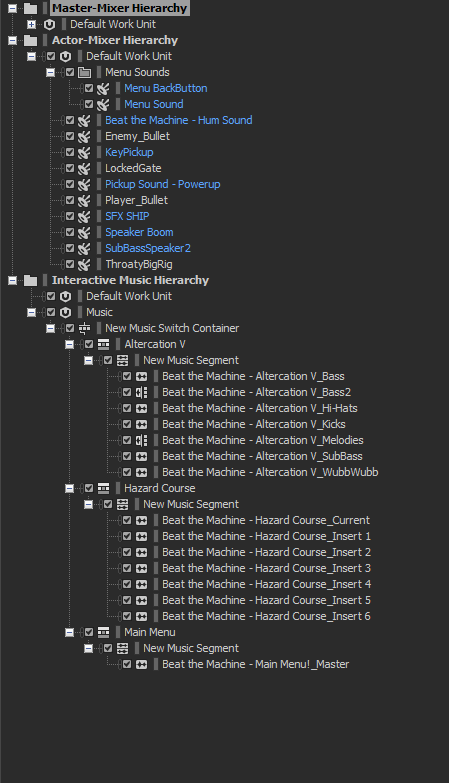 Master-Mixer Hierarchy
Default Work Unit
Actor-Mixer Hierarchy
Default Work Unit
Menu Sounds
Menu BackButton
Menu Sound
Beat the Machine - Hum Sound
Enemy_Bullet
KeyPickup
LockedGate
Pickup Sound - Powerup
Player_Bullet
SFX SHIP
Speaker Boom
SubBassSpeaker2
ThroatyBigRig
Interactive Music Hierarchy
Default Work Unit
Music
New Music Switch Container
Altercation V
New Music Segment
Beat the Machine - Altercation V_Bass
Beat the Machine - Altercation V_Bass2
Beat the Machine - Altercation V_Hi-Hats
Beat the Machine - Altercation V_Kicks
Beat the Machine - Altercation V_Melodies
Beat the Machine - Altercation V_SubBass
Beat the Machine - Altercation V_WubbWubb
Hazard Course
New Music Segment
Beat the Machine - Hazard Course_Current
Beat the Machine - Hazard Course_Insert 1
Beat the Machine - Hazard Course_Insert 2
Beat the Machine - Hazard Course_Insert 3
Beat the Machine - Hazard Course_Insert 4
Beat the Machine - Hazard Course_Insert 5
Beat the Machine - Hazard Course_Insert 6
Main Menu
New Music Segment
Beat the Machine - Main Menu!_Master